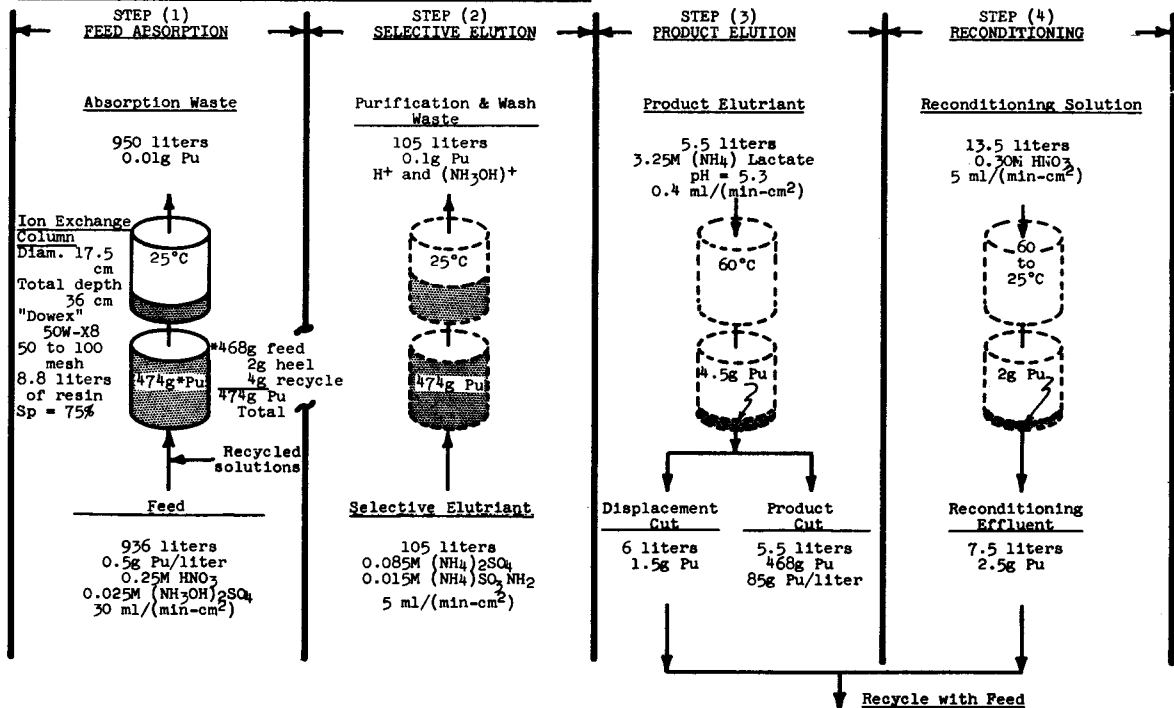 STEP (1)
FEED ABSORPTION
Absorption Waste
950 liters
0.01g Pu
Ion Exchange
Column
Diam. 17.5
cm
Total depth
36 cm
"Dowex"
50W-X8
50 to 100
mesh
8.8 liters
of resin
Sp = 75%
25°C
474g*Pu
*468g feed
2g heel
4g recycle
474g Pu
Total
Recycled
solutions
Feed
936 liters
0.5g Pu/liter
0.25M HNO3
0.025M (NH3OH)2SO4
30 ml/(min-cm2)
STEP (2)
SELECTIVE ELUTION
Purification & Wash
Waste
105 liters
0.1g Pu
H+ and (NH3OH)+
25°C
474g Pu
Selective Elutriant
105 liters
0.085M (NH4)2SO4
0.015M (NH4)SO3NH2
5 ml/(min-cm2)
STEP (3)
PRODUCT ELUTION
Product Elutriant
5.5 liters
3.25M (NH4) Lactate
pH = 5.3
0.4 ml/(min-cm2)
60°C
4.5g Pu
Displacement
Cut
6 liters
1.5g Pu
Product
Cut
5.5 liters
468g Pu
85g Pu/liter
STEP (4)
RECONDITIONING
Reconditioning Solution
13.5 liters
0.30M HNO3
5 ml/(min-cm2)
60
to
25°C
2g Pu
Reconditioning
Effluent
7.5 liters
2.5g Pu
Recycle with Feed